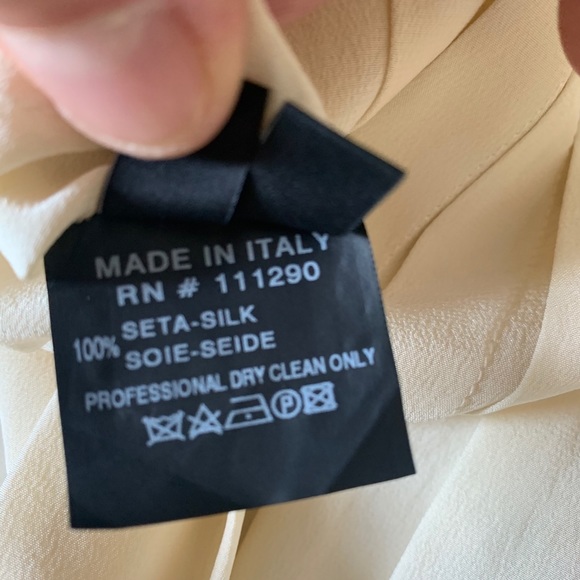 MADE IN ITALY
RN # 111290
100% SETA-SILK
SOIE-SEIDE
PROFESSIONAL DRY CLEAN ONLY
P